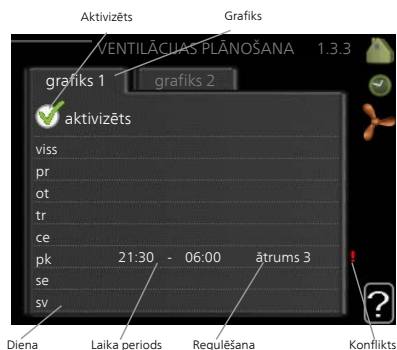 Aktivizēts Grafiks
VENTILĀCIJAS PLĀNOŠANA 1.3.3
grafiks 1 grafiks 2
aktivizēts
viss
pr
ot
tr
ce
pk 21:30 - 06:00 ātrums 3 !
se
sv
?
Diena Laika periods Regulēšana Konflikts